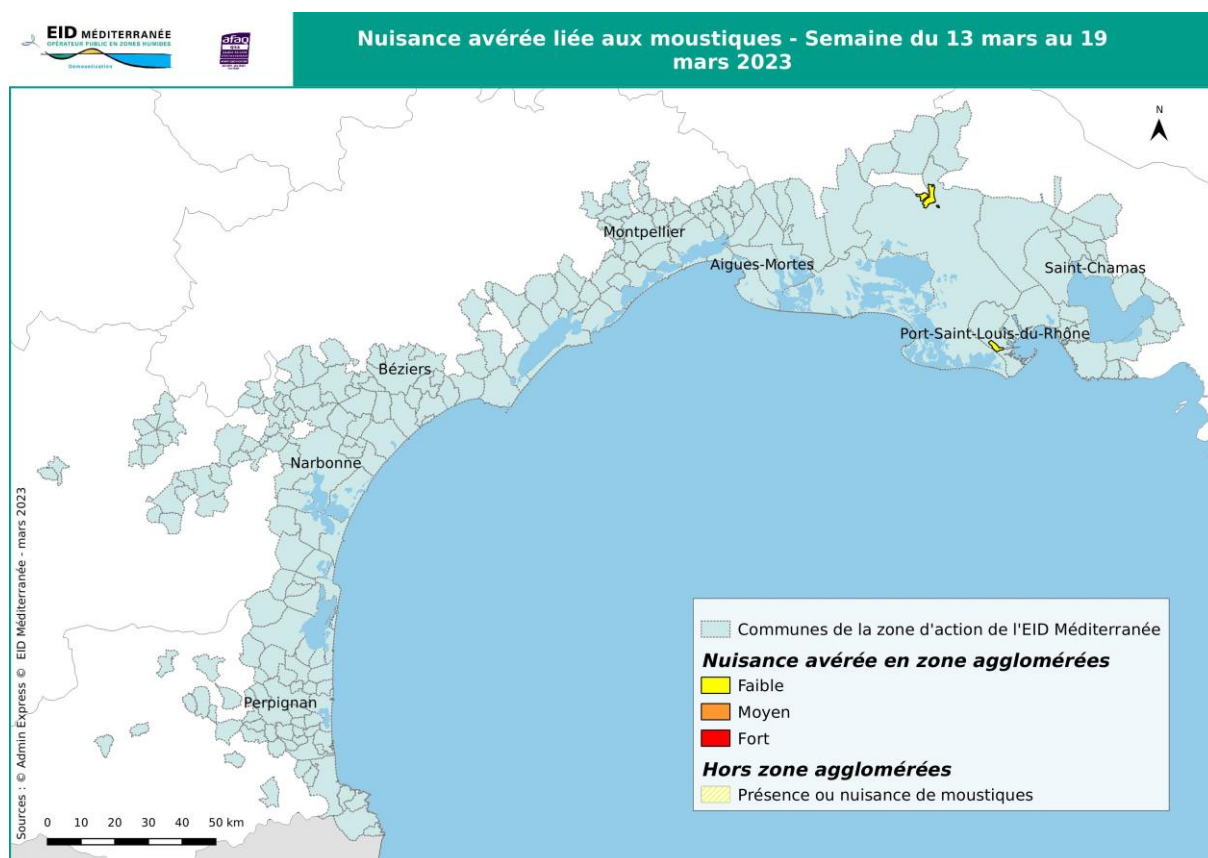 EID MÉDITERRANÉE
OPÉRATEUR PUBLIC EN ZONES HUMIDES
Démoustication
afaq
Nuisance avérée liée aux moustiques - Semaine du 13 mars au 19
mars 2023
N
Montpellier
Aigues-Mortes
Saint-Chamas
Port-Saint-Louis-du-Rhône
Béziers
Narbonne
Perpignan
Communes de la zone d'action de l'EID Méditerranée
Nuisance avérée en zone agglomérées
Faible
Moyen
Fort
Hors zone agglomérées
Présence ou nuisance de moustiques
0 10 20 30 40 50 km
Sources : © Admin Express © EID Méditerranée - mars 2023